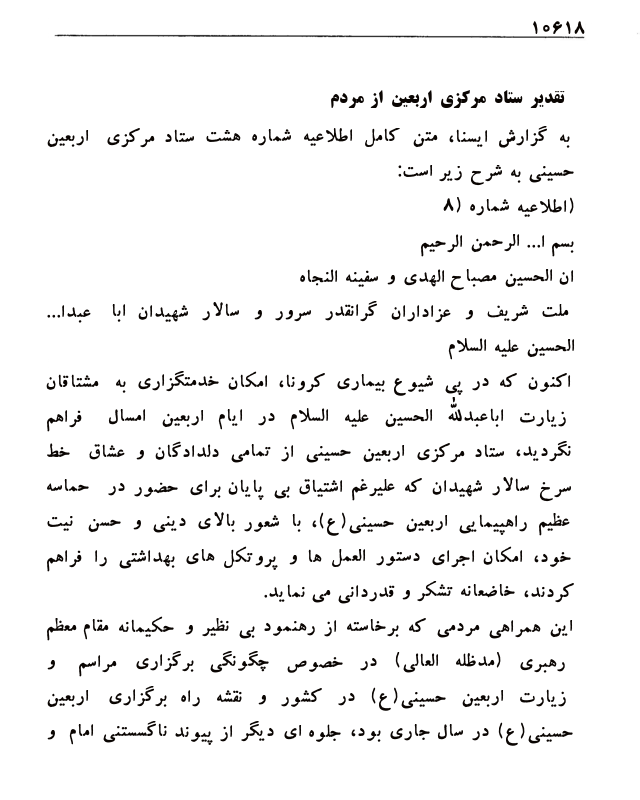 ۱۰۶۱۸
تقدیر ستاد مرکزی اربعین از مردم
به گزارش ایسنا، متن کامل اطلاعیه شماره هشت ستاد مرکزی اربعین
حسینی به شرح زیر است:
(اطلاعیه شماره (۸
بسم ا... الرحمن الرحیم
ان الحسین مصباح الهدی و سفینه النجاه
ملت شریف و عزاداران گرانقدر سرور و سالار شهیدان ابا عبدا...
الحسین علیه السلام
اکنون که در پی شیوع بیماری کرونا، امکان خدمتگزاری به مشتاقان
زیارت اباعبدلله الحسین علیه السلام در ایام اربعین امسال فراهم
نگردید، ستاد مرکزی اربعین حسینی از تمامی دلدادگان و عشاق خط
سرخ سالار شهیدان که علیرغم اشتیاق بی پایان برای حضور در حماسه
عظیم راهپیمایی اربعین حسینی(ع)، با شعور بالای دینی و حسن نیت
خود، امکان اجرای دستور العمل ها و پروتکل های بهداشتی را فراهم
کردند، خاضعانه تشکر و قدردانی می نماید.
این همراهی مردمی که برخاسته از رهنمود بی نظیر و حکیمانه مقام معظم
رهبری (مدظله العالی) در خصوص چگونگی برگزاری مراسم و
زیارت اربعین حسینی(ع) در کشور و نقشه راه برگزاری اربعین
حسینی(ع) در سال جاری بود، جلوه ای دیگر از پیوند ناگسستنی امام و